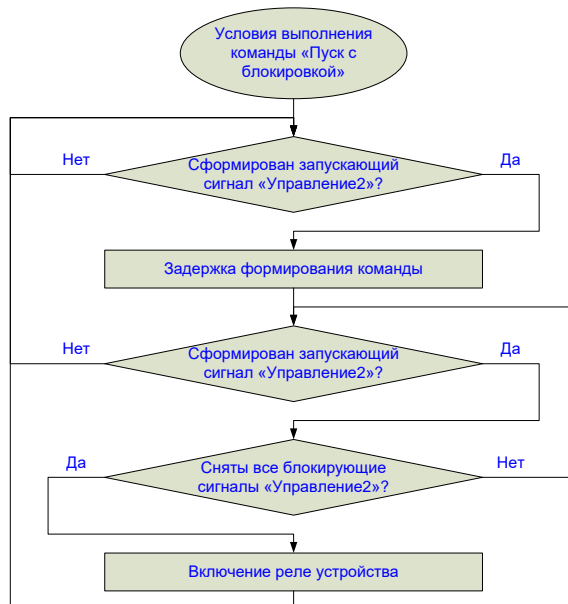 Условия выполнения
команды «Пуск с
блокировкой»
Нет
Сформирован запускающий
сигнал «Управление2»?
Да
Задержка формирования команды
Нет
Сформирован запускающий
сигнал «Управление2»?
Да
Да
Сняты все блокирующие
сигналы «Управление2»?
Нет
Включение реле устройства